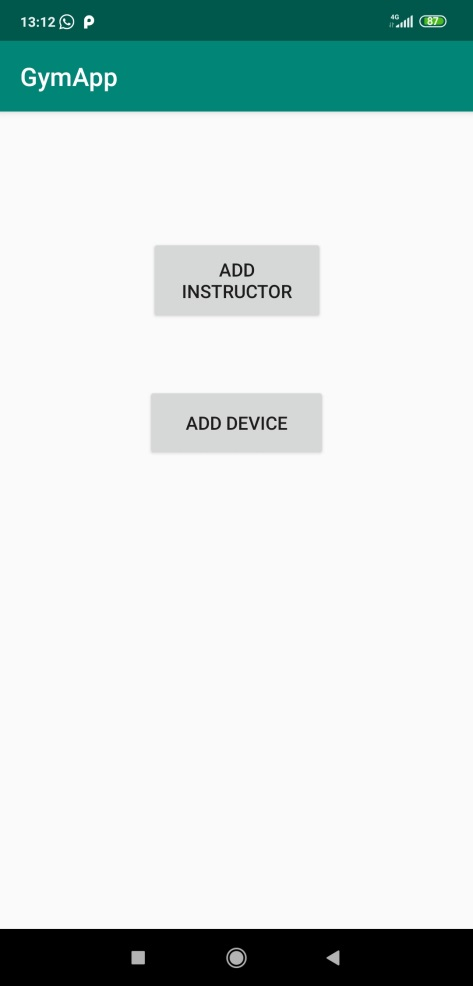 13:12
4G
87
GymApp
ADD
INSTRUCTOR
ADD DEVICE